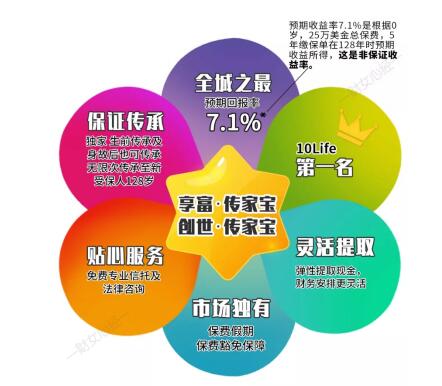 预期收益率7.1%是根据0
岁，25万美金总保费，5
年缴保单在128年时预期
收益所得，这是非保证收
益率。
全城之最
预期回报率
7.1%*
保证传承
独家 生前传承及
身故后也可传承
无限次传承至新
受保人128岁
10Life
第一名
享富·传家宝
创世·传家宝
贴心服务
免费专业信托及
法律咨询
灵活提取
弹性提取现金，
财务安排更灵活
市场独有
保费假期
保费豁免保障